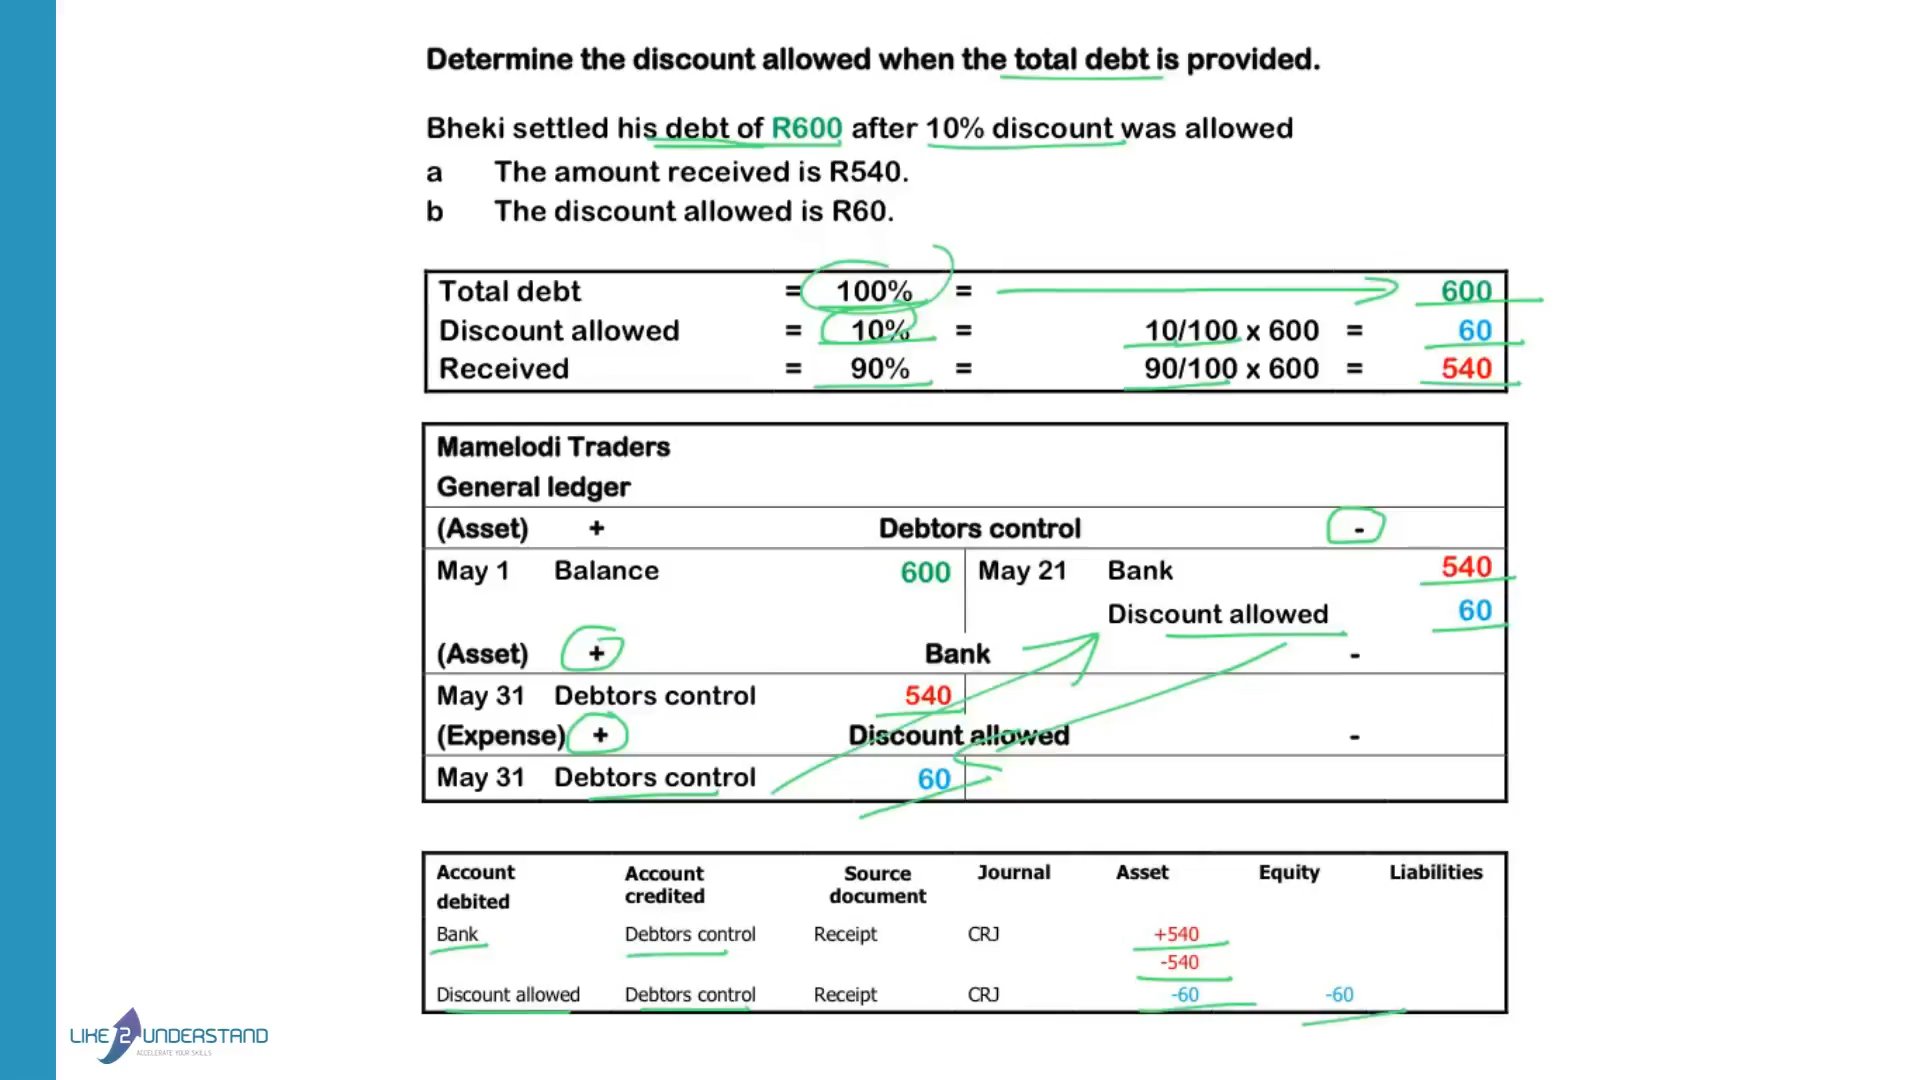 Determine the discount allowed when the total debt is provided.
Bheki settled his debt of R600 after 10% discount was allowed
a The amount received is R540.
b The discount allowed is R60.
Total debt = 100% = 600
Discount allowed = 10% = 10/100 x 600 = 60
Received = 90% = 90/100 x 600 = 540
Mamelodi Traders
General ledger
(Asset) + Debtors control -
May 1 Balance 600 May 21 Bank 540
Discount allowed 60
(Asset) + Bank -
May 31 Debtors control 540
(Expense) + Discount allowed -
May 31 Debtors control 60
Account debited Account credited Source document Journal Asset Equity Liabilities
Bank Debtors control Receipt CRJ +540
-540
Discount allowed Debtors control Receipt CRJ -60 -60
LIKE 2 UNDERSTAND
ACCELERATE YOUR SKILLS